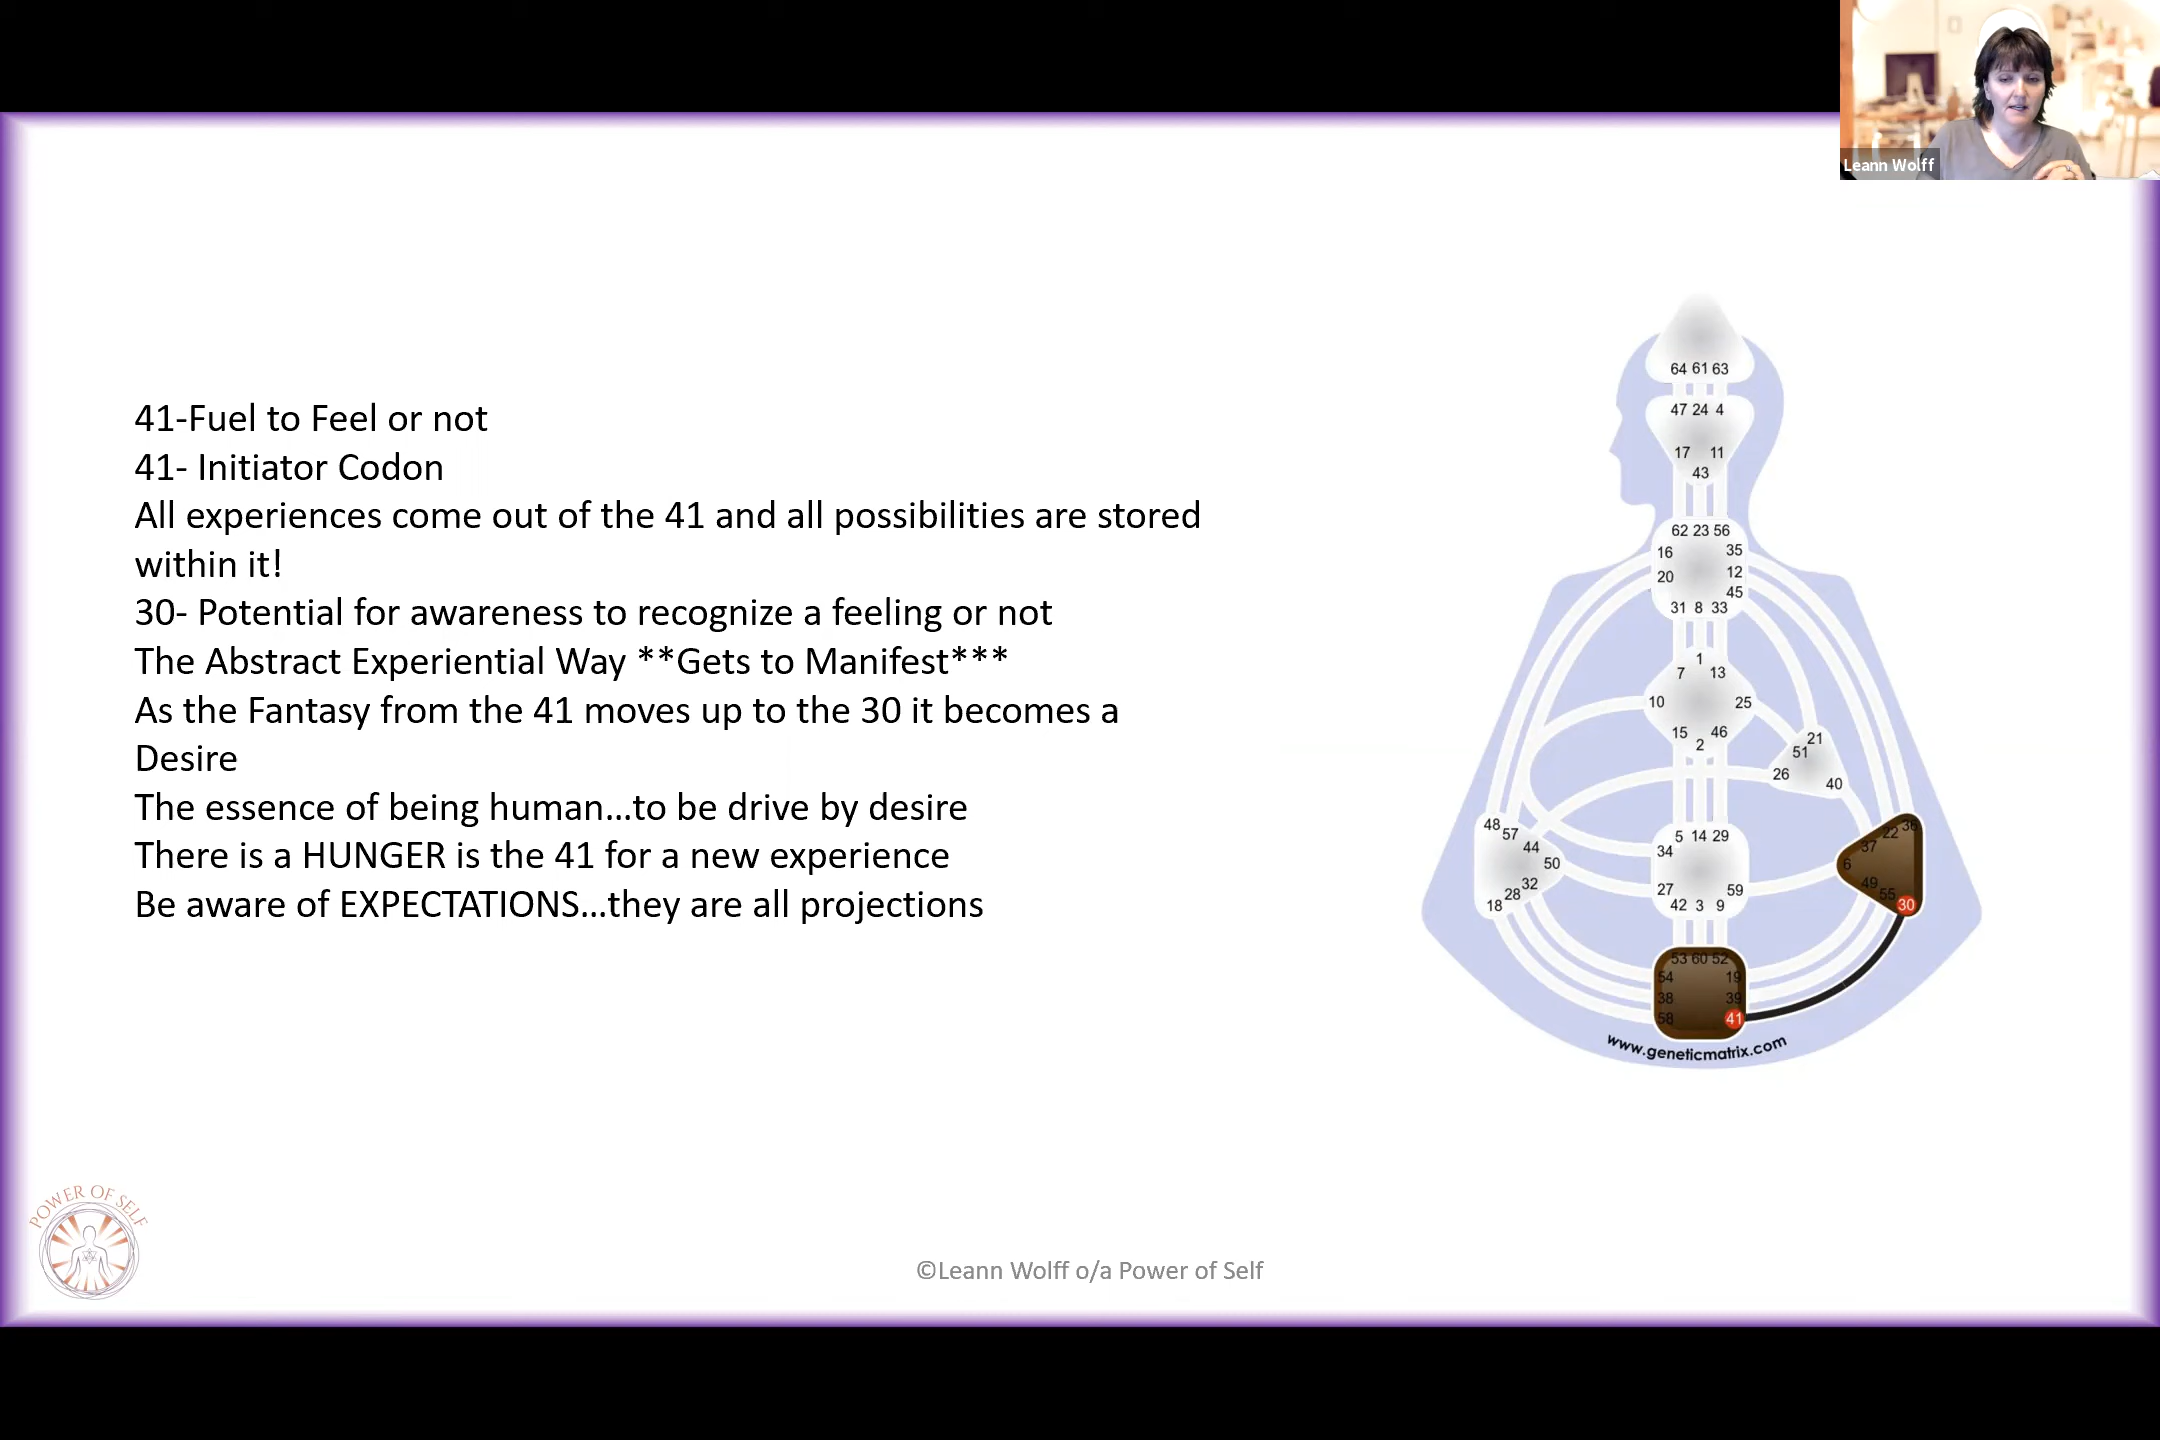 Leann Wolff
41-Fuel to Feel or not
41- Initiator Codon
All experiences come out of the 41 and all possibilities are stored
within it!
30- Potential for awareness to recognize a feeling or not
The Abstract Experiential Way **Gets to Manifest***
As the Fantasy from the 41 moves up to the 30 it becomes a
Desire
The essence of being human...to be drive by desire
There is a HUNGER is the 41 for a new experience
Be aware of EXPECTATIONS...they are all projections
64 61 63
47 24 4
17 11
43
62 23 56
16 35
20 12
45
31 8 33
1
7 13
10 25
15 46
2
21
51
26
40
48
57
44
50
32
28
18
5 14 29
34
27 59
42 3 9
36
22
37
6
49
55
30
53 60 52
54 19
38 39
58 41
www.geneticmatrix.com
POWER OF SELF
©Leann Wolff o/a Power of Self